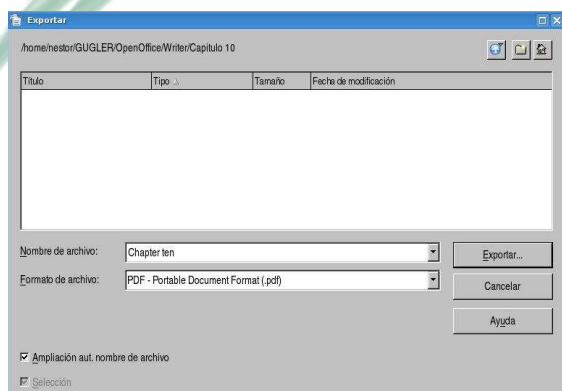 Exportar
/home/nestor/GUGLER/OpenOffice/Writer/Capitulo 10
Título Tipo Tamaño Fecha de modificación
Nombre de archivo: Chapter ten Exportar...
Formato de archivo: PDF - Portable Document Format (.pdf) Cancelar
Ayuda
Ampliación aut. nombre de archivo
Selección